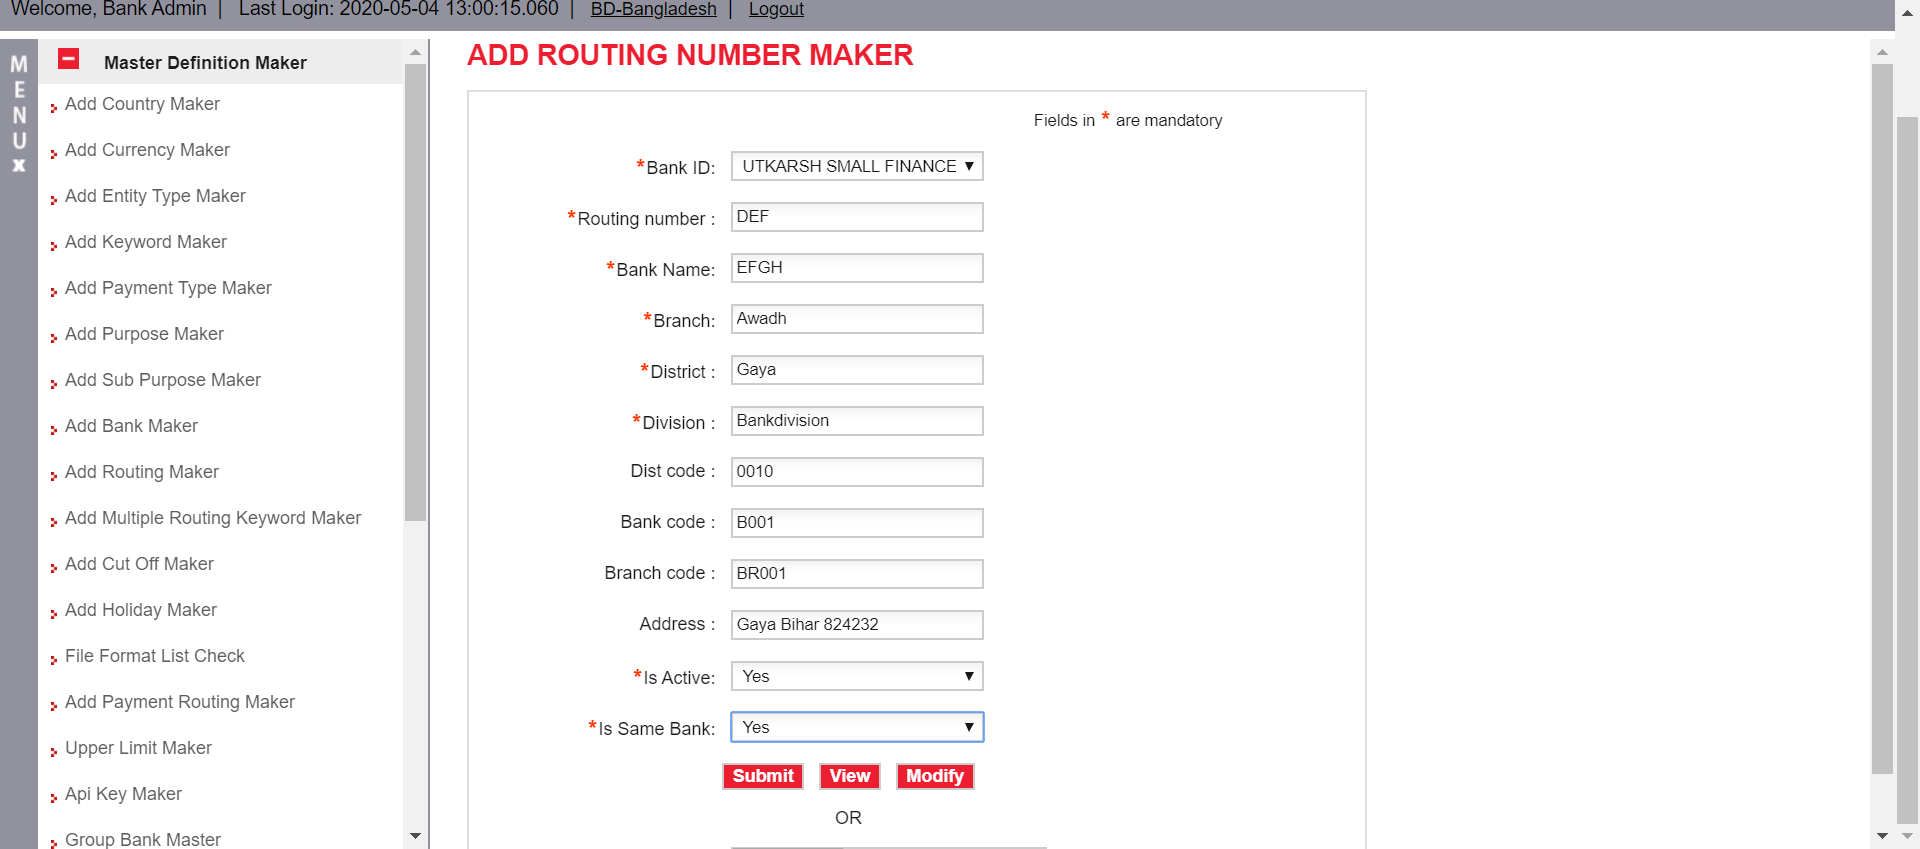 Welcome, Bank Admin | Last Login: 2020-05-04 13:00:15.060 | BD-Bangladesh | Logout
MENU
X
Master Definition Maker
Add Country Maker
Add Currency Maker
Add Entity Type Maker
Add Keyword Maker
Add Payment Type Maker
Add Purpose Maker
Add Sub Purpose Maker
Add Bank Maker
Add Routing Maker
Add Multiple Routing Keyword Maker
Add Cut Off Maker
Add Holiday Maker
File Format List Check
Add Payment Routing Maker
Upper Limit Maker
Api Key Maker
Group Bank Master
ADD ROUTING NUMBER MAKER
Fields in * are mandatory
*Bank ID: UTKARSH SMALL FINANCE
*Routing number : DEF
*Bank Name: EFGH
*Branch: Awadh
*District : Gaya
*Division : Bankdivision
Dist code : 0010
Bank code : B001
Branch code : BR001
Address : Gaya Bihar 824232
*Is Active: Yes
*Is Same Bank: Yes
Submit View Modify
OR